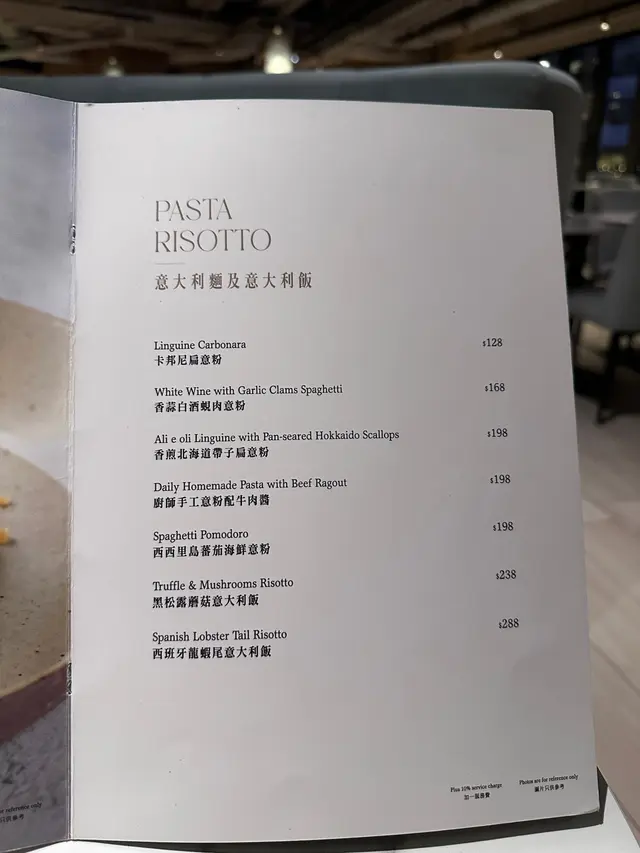 PASTA
RISOTTO
意大利麵及意大利飯
Linguine Carbonara $128
卡邦尼扁意粉
White Wine with Garlic Clams Spaghetti $168
香蒜白酒蜆肉意粉
Ali e oli Linguine with Pan-seared Hokkaido Scallops $198
香煎北海道帶子扁意粉
Daily Homemade Pasta with Beef Ragout $198
廚師手工意粉配牛肉醬
Spaghetti Pomodoro $198
西西里島蕃茄海鮮意粉
Truffle & Mushrooms Risotto $238
黑松露蘑菇意大利飯
Spanish Lobster Tail Risotto $288
西班牙龍蝦尾意大利飯
Plus 10% service charge Photos are for reference only
加一服務費 圖片只供參考
reference only
只供參考